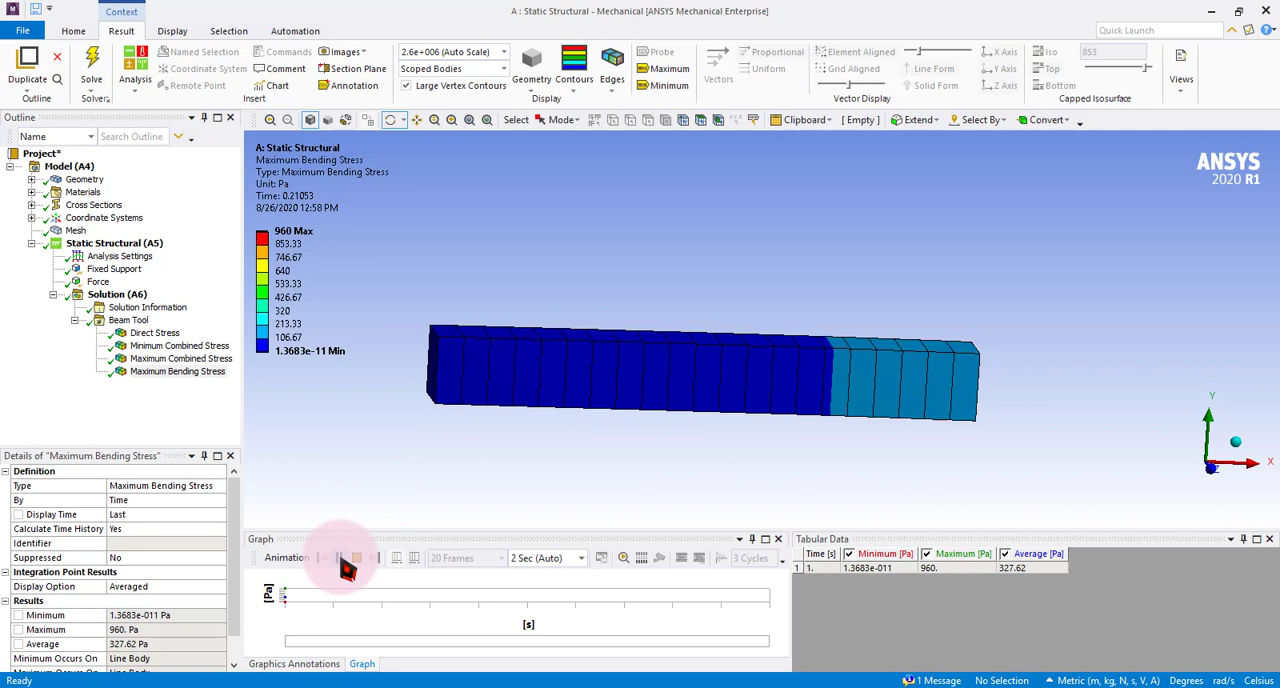 Context
A : Static Structural - Mechanical [ANSYS Mechanical Enterprise]
File Home Result Display Selection Automation Quick Launch
Duplicate
Outline
Solve
Solver
Analysis
Named Selection
Coordinate System
Remote Point
Commands
Comment
Chart
Images
Section Plane
Annotation
Insert
2.6e+006 (Auto Scale)
Scoped Bodies
Large Vertex Contours
Geometry Contours Edges
Probe
Maximum
Minimum
Display
Vectors
Proportional
Uniform
Element Aligned
Grid Aligned
Line Form
Solid Form
X Axis
Y Axis
Z Axis
Vector Display
Iso 853
Top
Bottom
Capped Isosurface
Views
Select Mode Clipboard [ Empty ] Extend Select By Convert
Outline
Name Search Outline
Project*
Model (A4)
Geometry
Materials
Cross Sections
Coordinate Systems
Mesh
Static Structural (A5)
Analysis Settings
Fixed Support
Force
Solution (A6)
Solution Information
Beam Tool
Direct Stress
Minimum Combined Stress
Maximum Combined Stress
Maximum Bending Stress
A: Static Structural
Maximum Bending Stress
Type: Maximum Bending Stress
Unit: Pa
Time: 0.21053
8/26/2020 12:58 PM
960 Max
853.33
746.67
640
533.33
426.67
320
213.33
106.67
1.3683e-11 Min
ANSYS
2020 R1
Y
X
Z
Details of "Maximum Bending Stress"
Definition
Type Maximum Bending Stress
By Time
Display Time Last
Calculate Time History Yes
Identifier
Suppressed No
Integration Point Results
Display Option Averaged
Results
Minimum 1.3683e-011 Pa
Maximum 960. Pa
Average 327.62 Pa
Minimum Occurs On Line Body
Graph
Animation 20 Frames 2 Sec (Auto) 3 Cycles
[Pa]
[s]
Graphics Annotations Graph
Tabular Data
Time [s] Minimum [Pa] Maximum [Pa] Average [Pa]
1 1. 1.3683e-011 960. 327.62
Ready 1 Message No Selection Metric (m, kg, N, s, V, A) Degrees rad/s Celsius